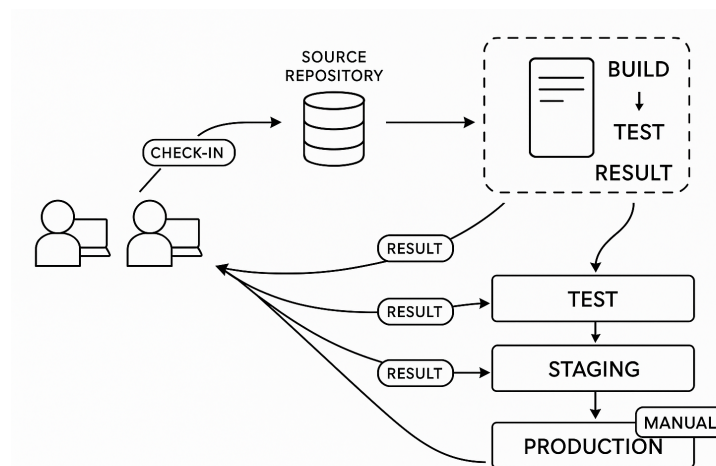 SOURCE
REPOSITORY
CHECK-IN
BUILD
TEST
RESULT
RESULT
RESULT
RESULT
TEST
STAGING
MANUAL
PRODUCTION